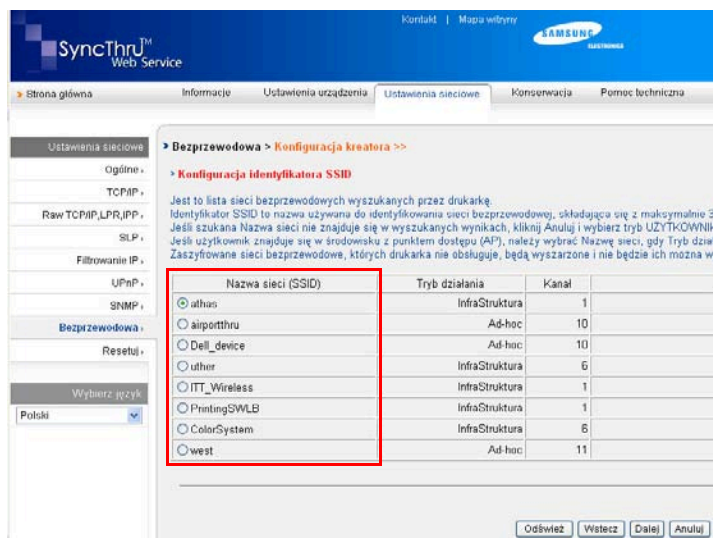 Kontakt | Mapa witryny
SAMSUNG
ELECTRONICS
SyncThru™
Web Service
Strona główna
Informacje Ustawienia urządzenia Ustawienia sieciowe Konserwacja Pomoc techniczna
Ustawienia sieciowe
Ogólne
TCP/IP
Raw TCP/IP,LPR,IPP
SLP
Filtrowanie IP
UPnP
SNMP
Bezprzewodowa
Resetuj
Wybierz język
Polski
Bezprzewodowa > Konfiguracja kreatora >>
Konfiguracja identyfikatora SSID
Jest to lista sieci bezprzewodowych wyszukanych przez drukarkę.
Identyfikator SSID to nazwa używana do identyfikowania sieci bezprzewodowej, składająca się z maksymalnie 3
Jeśli szukana Nazwa sieci nie znajduje się w wyszukanych wynikach, kliknij Anuluj i wybierz tryb UŻYTKOWNIK
Jeśli użytkownik znajduje się w środowisku z punktem dostępu (AP), należy wybrać Nazwę sieci, gdy Tryb dział
Zaszyfrowane sieci bezprzewodowe, których drukarka nie obsługuje, będą wyszarzone i nie będzie ich można w
Nazwa sieci (SSID) Tryb działania Kanał
athas InfraStruktura 1
airportthru Ad-hoc 10
Dell_device Ad-hoc 10
uther InfraStruktura 6
ITT_Wireless InfraStruktura 1
PrintingSWLB InfraStruktura 1
ColorSystem InfraStruktura 6
west Ad-hoc 11
Odśwież Wstecz Dalej Anuluj